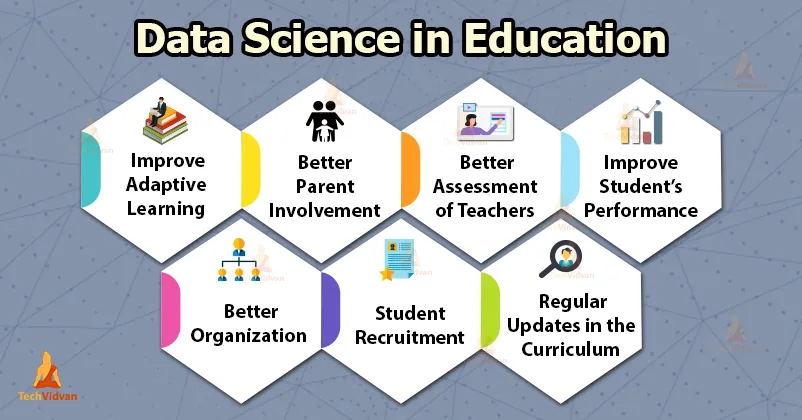 Data Science in Education
Improve
Adaptive
Learning
Better
Parent
Involvement
Better
Assessment
of Teachers
Improve
Student's
Performance
Better
Organization
Student
Recruitment
Regular
Updates in the
Curriculum
TechVidvan